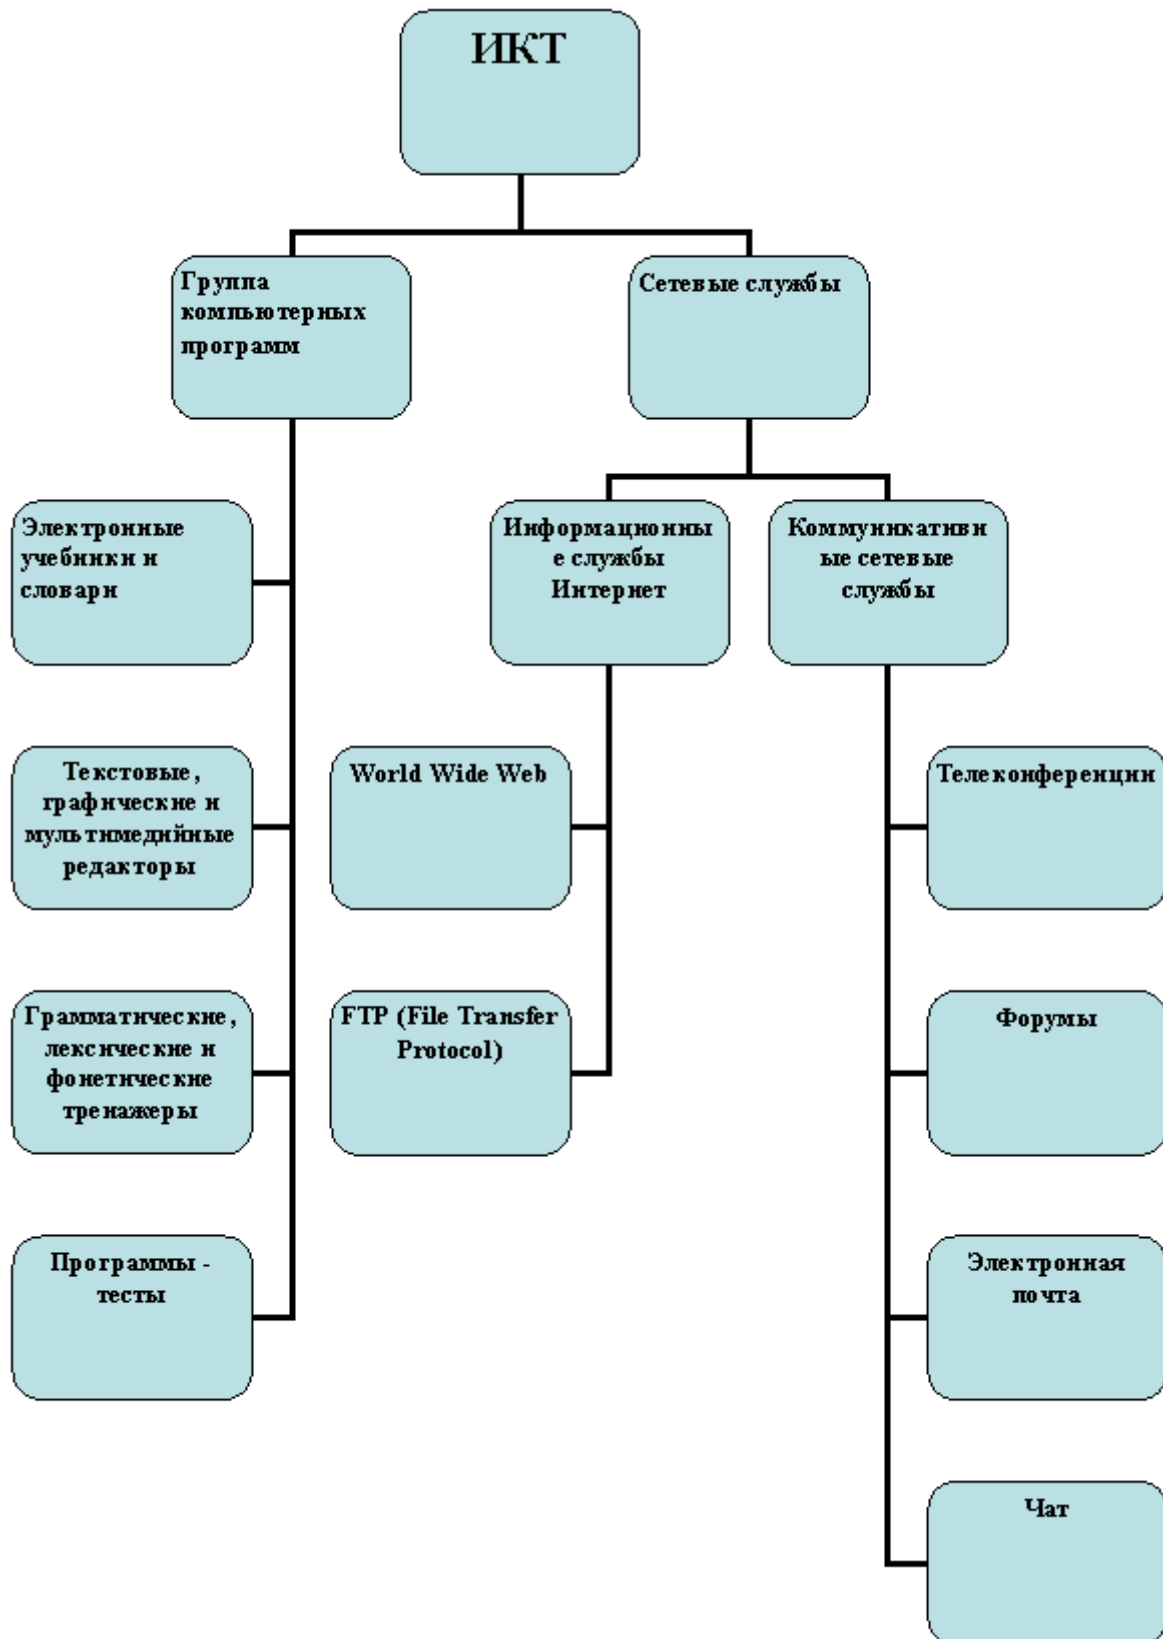 ИКТ
Группа
компьютерных
программ
Сетевые службы
Электронные
учебники и
словари
Информационны
е службы
Интернет
Коммуникативн
ые сетевые
службы
Текстовые,
графические и
мультимедийные
редакторы
World Wide Web
Телеконференции
Грамматические,
лексические и
фонетические
тренажеры
FTP (File Transfer
Protocol)
Форумы
Программы -
тесты
Электронная
почта
Чат